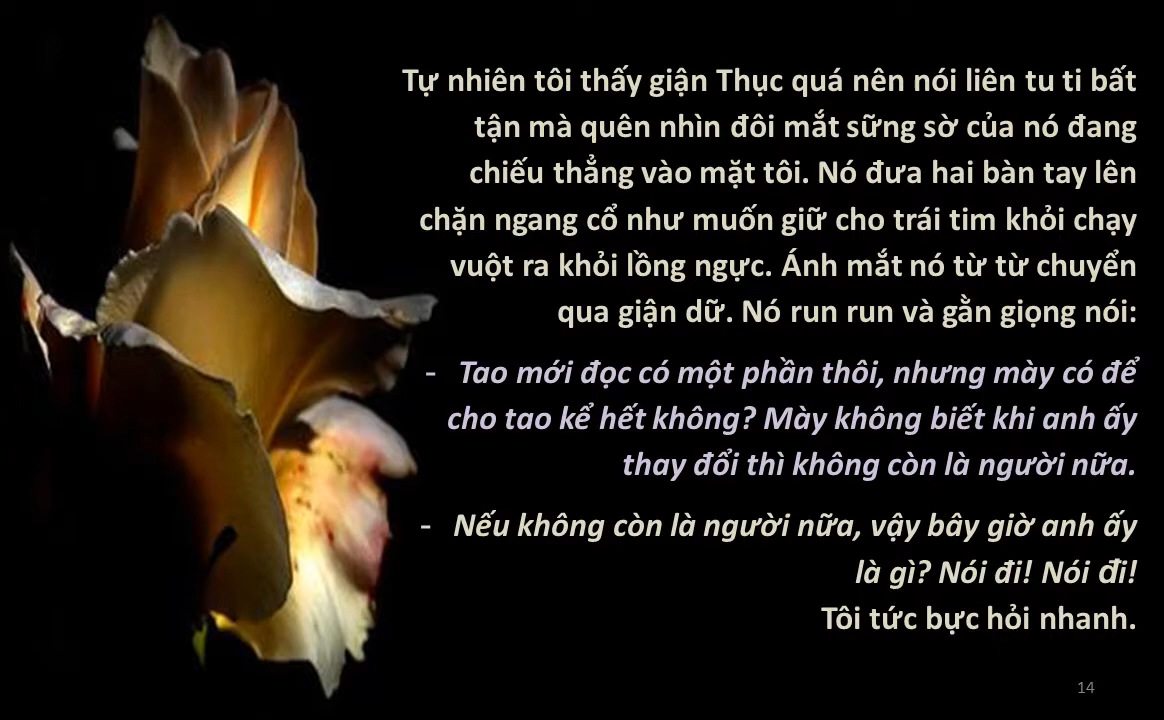 Tự nhiên tôi thấy giận Thục quá nên nói liên tu ti bất
tận mà quên nhìn đôi mắt sững sờ của nó đang
chiếu thẳng vào mặt tôi. Nó đưa hai bàn tay lên
chặn ngang cổ như muốn giữ cho trái tim khỏi chạy
vuột ra khỏi lồng ngực. Ánh mắt nó từ từ chuyển
qua giận dữ. Nó run run và gằn giọng nói:
- Tao mới đọc có một phần thôi, nhưng mày có để
cho tao kể hết không? Mày không biết khi anh ấy
thay đổi thì không còn là người nữa.
- Nếu không còn là người nữa, vậy bây giờ anh ấy
là gì? Nói đi! Nói đi!
Tôi tức bực hỏi nhanh.
14